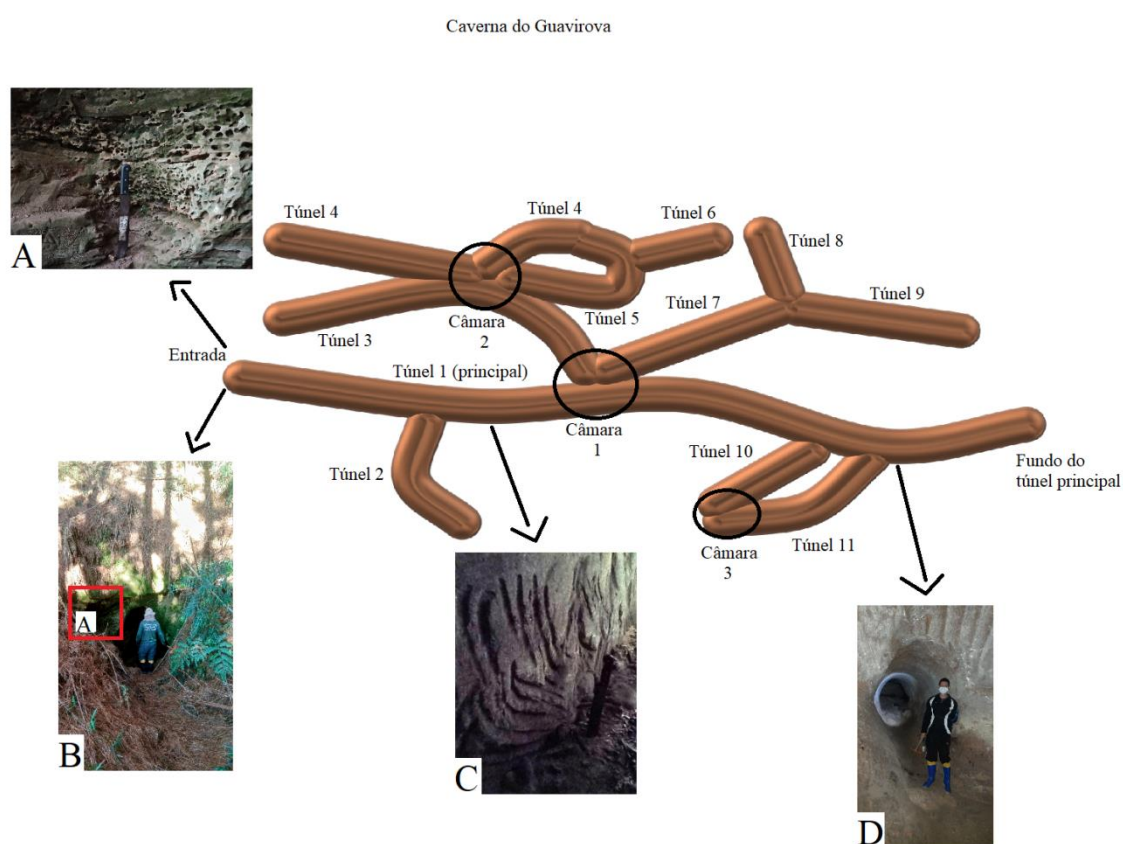 Caverna do Guavirova
A
Túnel 4
Túnel 4
Túnel 6
Túnel 8
Túnel 3
Câmara
2
Túnel 5
Túnel 7
Túnel 9
Entrada
Túnel 1 (principal)
Câmara
1
Túnel 2
Túnel 10
Fundo do
túnel principal
Câmara
3
Túnel 11
A
B
C
D